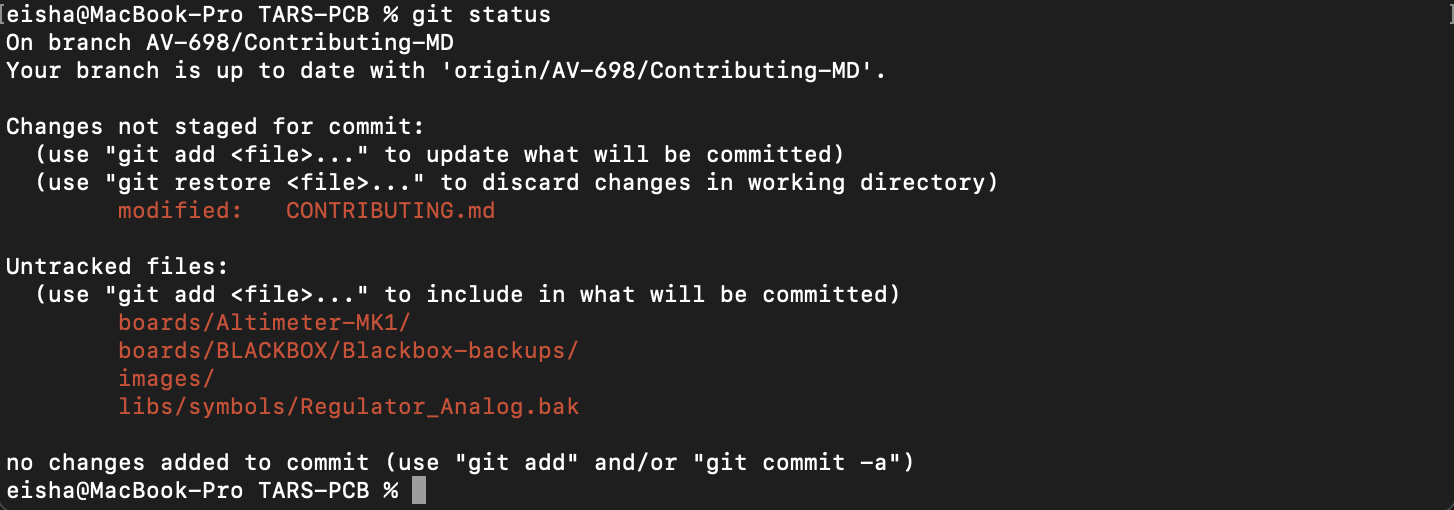 [eisha@MacBook-Pro TARS-PCB % git status ]
On branch AV-698/Contributing-MD
Your branch is up to date with 'origin/AV-698/Contributing-MD'.

Changes not staged for commit:
  (use "git add <file>..." to update what will be committed)
  (use "git restore <file>..." to discard changes in working directory)
        modified:   CONTRIBUTING.md

Untracked files:
  (use "git add <file>..." to include in what will be committed)
        boards/Altimeter-MK1/
        boards/BLACKBOX/Blackbox-backups/
        images/
        libs/symbols/Regulator_Analog.bak

no changes added to commit (use "git add" and/or "git commit -a")
eisha@MacBook-Pro TARS-PCB %